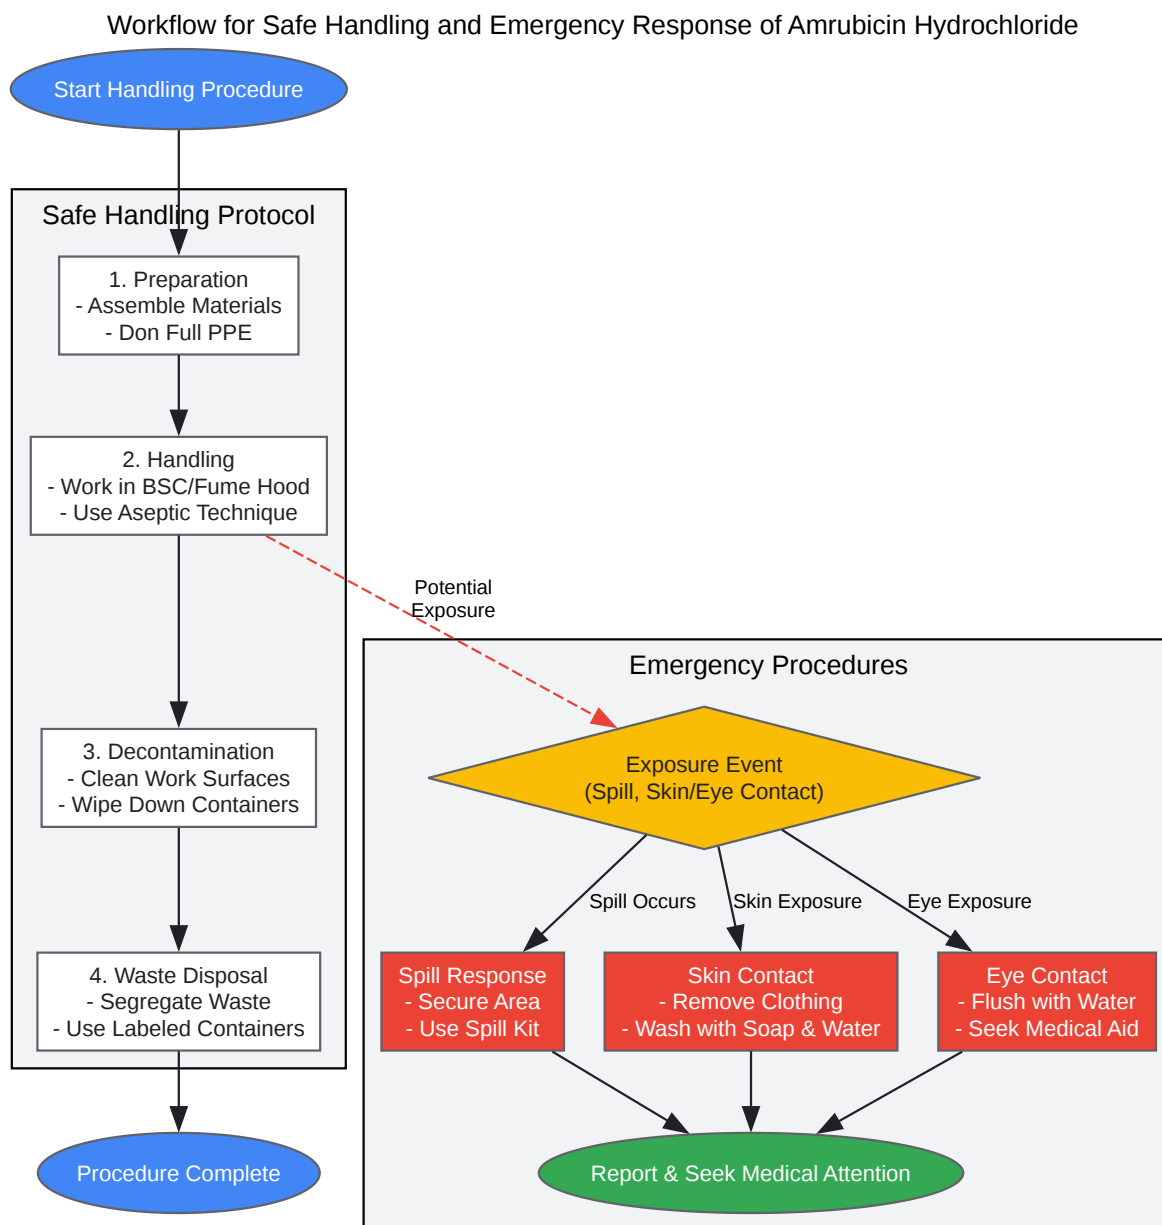 Workflow for Safe Handling and Emergency Response of Amrubicin Hydrochloride
Start Handling Procedure
Safe Handling Protocol
1. Preparation
- Assemble Materials
- Don Full PPE
2. Handling
- Work in BSC/Fume Hood
- Use Aseptic Technique
Potential
Exposure
3. Decontamination
- Clean Work Surfaces
- Wipe Down Containers
4. Waste Disposal
- Segregate Waste
- Use Labeled Containers
Procedure Complete
Emergency Procedures
Exposure Event
(Spill, Skin/Eye Contact)
Spill Occurs
Skin Exposure
Eye Exposure
Spill Response
- Secure Area
- Use Spill Kit
Skin Contact
- Remove Clothing
- Wash with Soap & Water
Eye Contact
- Flush with Water
- Seek Medical Aid
Report & Seek Medical Attention